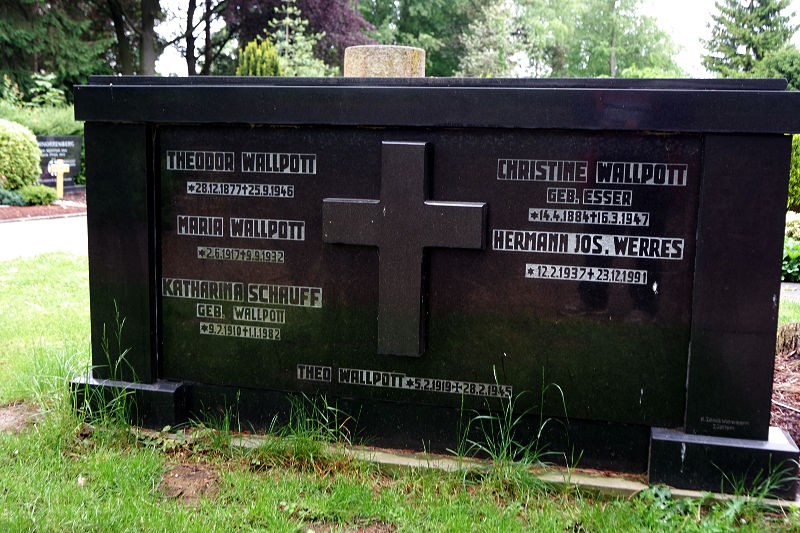 THEODOR WALLPOTT
*28.12.1877†25.9.1946
MARIA WALLPOTT
*2.6.1917†9.9.1932
KATHARINA SCHAUFF
GEB. WALLPOTT
*9.2.1910†1.1.1982
CHRISTINE WALLPOTT
GEB. ESSER
*14.4.1884†16.3.1947
HERMANN JOS. WERRES
*12.2.1937†23.12.1991
THEO WALLPOTT *5.2.1919†28.2.1945